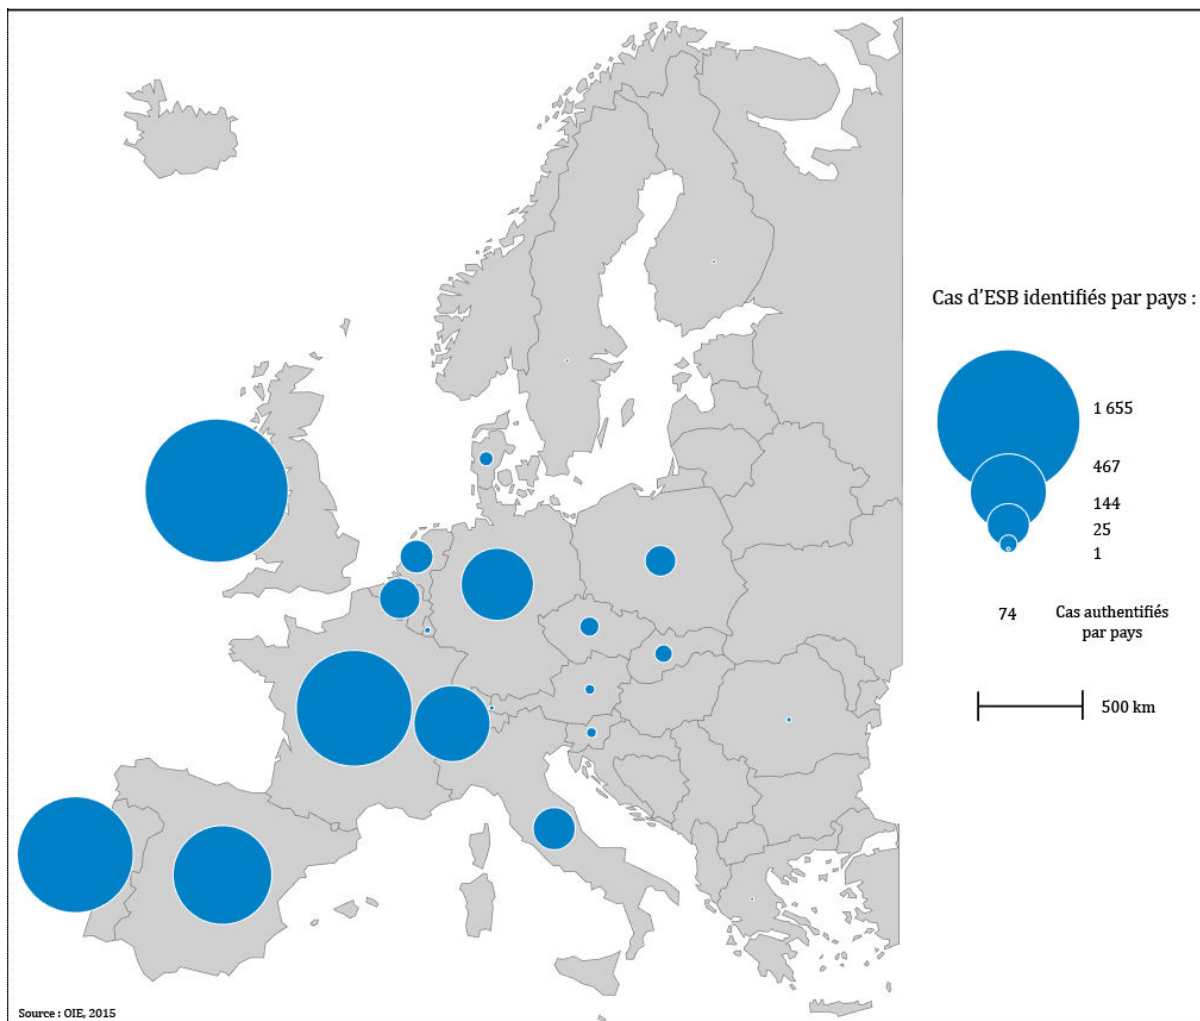 Cas d'ESB identifiés par pays :
1 655
467
144
25
1
74 Cas authentifiés
par pays
500 km
Source : OIE, 2015